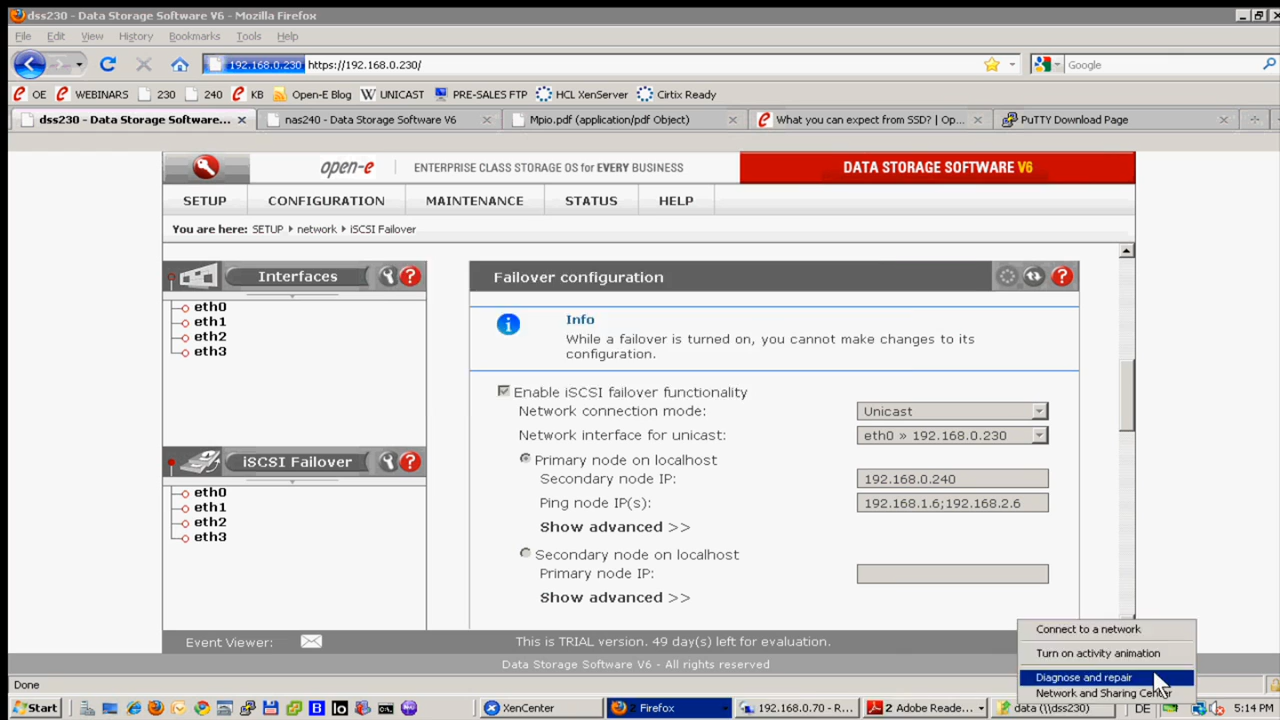 dss230 - Data Storage Software V6 - Mozilla Firefox
File Edit View History Bookmarks Tools Help
192.168.0.230 https://192.168.0.230/
Google
OE WEBINARS 230 240 KB Open-E Blog UNICAST PRE-SALES FTP HCL XenServer Cirtix Ready
dss230 - Data Storage Software... nas240 - Data Storage Software V6 Mpio.pdf (application/pdf Object) What you can expect from SSD? | Op... PuTTY Download Page
open-e ENTERPRISE CLASS STORAGE OS for EVERY BUSINESS DATA STORAGE SOFTWARE V6
SETUP CONFIGURATION MAINTENANCE STATUS HELP
You are here: SETUP network iSCSI Failover
Interfaces
eth0
eth1
eth2
eth3
iSCSI Failover
eth0
eth1
eth2
eth3
Failover configuration
Info
While a failover is turned on, you cannot make changes to its
configuration.
Enable iSCSI failover functionality
Network connection mode: Unicast
Network interface for unicast: eth0 » 192.168.0.230
Primary node on localhost
Secondary node IP: 192.168.0.240
Ping node IP(s): 192.168.1.6;192.168.2.6
Show advanced >>
Secondary node on localhost
Primary node IP:
Show advanced >>
Event Viewer: This is TRIAL version. 49 day(s) left for evaluation.
Data Storage Software V6 - All rights reserved
Connect to a network
Turn on activity animation
Diagnose and repair
Network and Sharing Center
Done
Start XenCenter 2 Firefox 192.168.0.70 - R... 2 Adobe Reade... data (\\dss230) DE 5:14 PM